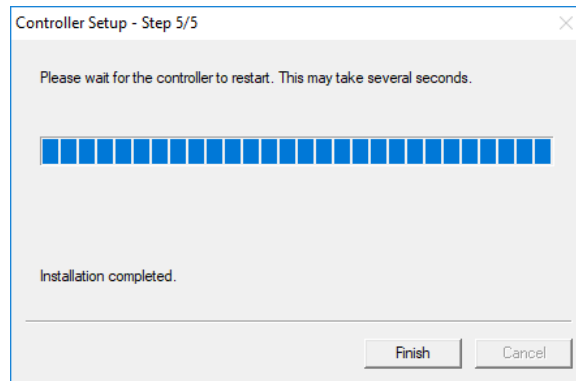 Controller Setup - Step 5/5
Please wait for the controller to restart. This may take several seconds.
Installation completed.
Finish
Cancel